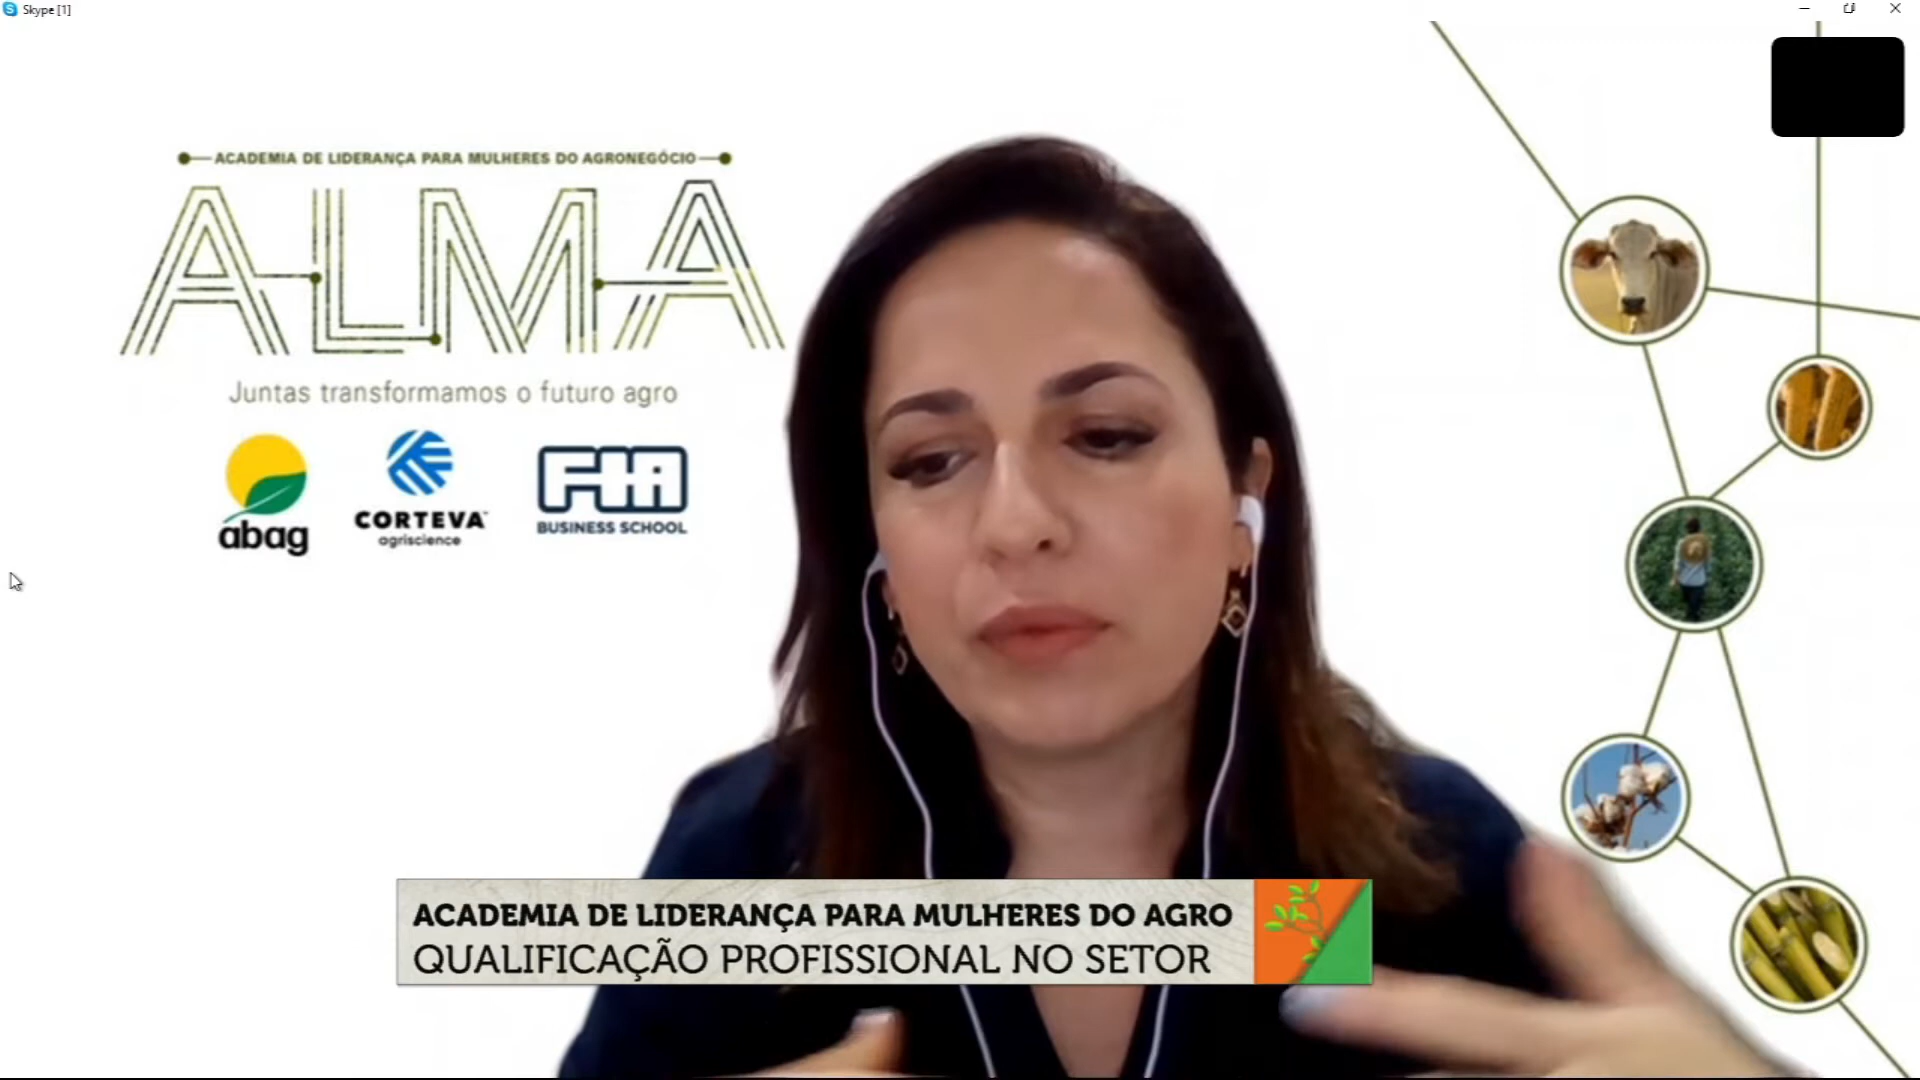 Skype [1]
ACADEMIA DE LIDERANÇA PARA MULHERES DO AGRONEGÓCIO
ALMA
Juntas transformamos o futuro agro
abag
CORTEVA™
agriscience
FIA
BUSINESS SCHOOL
ACADEMIA DE LIDERANÇA PARA MULHERES DO AGRO
QUALIFICAÇÃO PROFISSIONAL NO SETOR